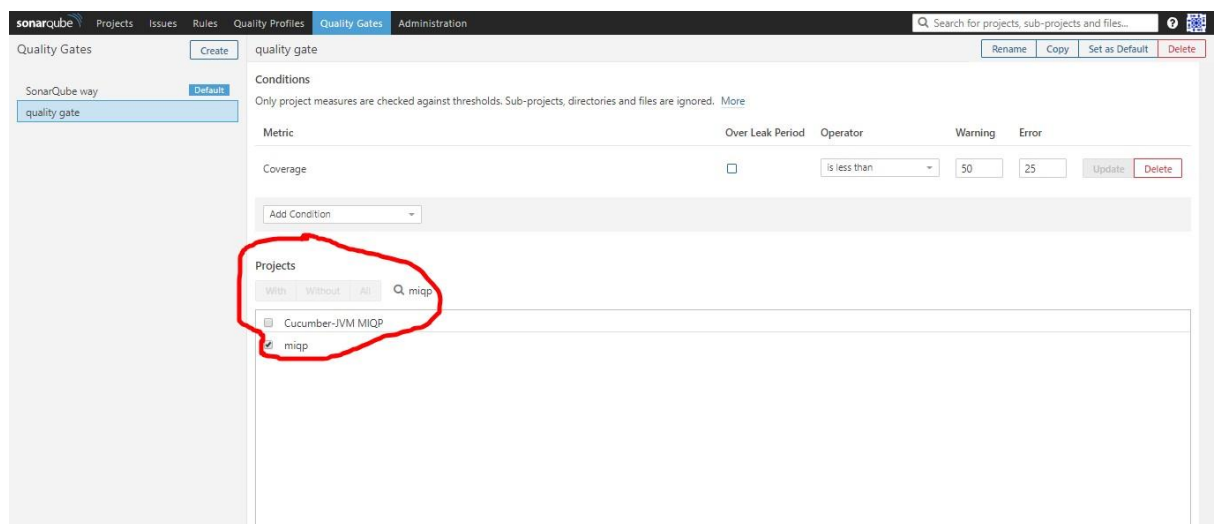 sonarqube Projects Issues Rules Quality Profiles Quality Gates Administration Search for projects, sub-projects and files... ?
Quality Gates Create quality gate Rename Copy Set as Default Delete
SonarQube way Default
quality gate
Conditions
Only project measures are checked against thresholds. Sub-projects, directories and files are ignored. More
Metric Over Leak Period Operator Warning Error
Coverage is less than 50 25 Update Delete
Add Condition
Projects
With Without All miqp
Cucumber-JVM MIQP
miqp